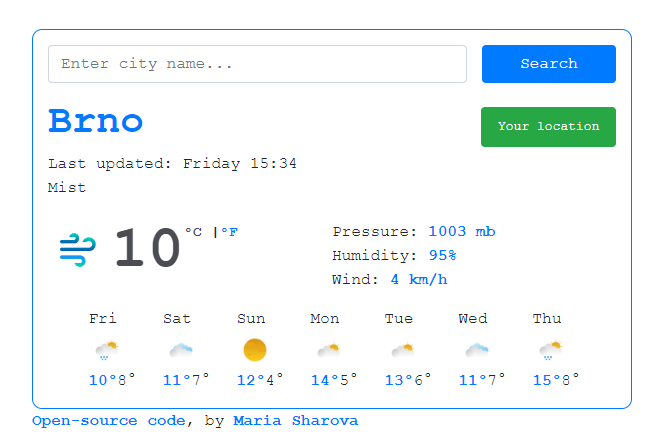 Enter city name... Search
Brno Your location
Last updated: Friday 15:34
Mist
10 °C |°F
Pressure: 1003 mb
Humidity: 95%
Wind: 4 km/h
Fri Sat Sun Mon Tue Wed Thu
10°8° 11°7° 12°4° 14°5° 13°6° 11°7° 15°8°
Open-source code, by Maria Sharova